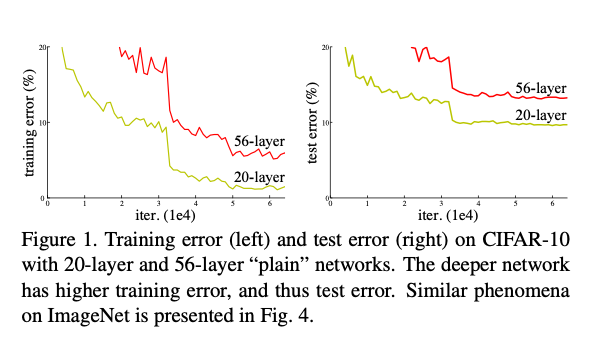 20
10
0
training error (%)
0 1 2 3 4 5 6
iter. (1e4)
56-layer
20-layer
20
10
0
test error (%)
0 1 2 3 4 5 6
iter. (1e4)
56-layer
20-layer
Figure 1. Training error (left) and test error (right) on CIFAR-10
with 20-layer and 56-layer “plain” networks. The deeper network
has higher training error, and thus test error. Similar phenomena
on ImageNet is presented in Fig. 4.